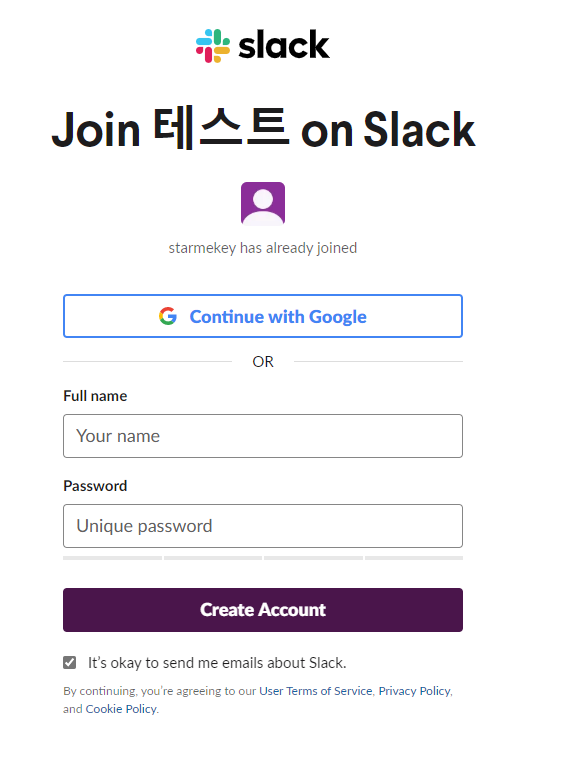 slack
Join 테스트 on Slack
starmekey has already joined
Continue with Google
OR
Full name
Your name
Password
Unique password
Create Account
It's okay to send me emails about Slack.
By continuing, you're agreeing to our User Terms of Service, Privacy Policy,
and Cookie Policy.